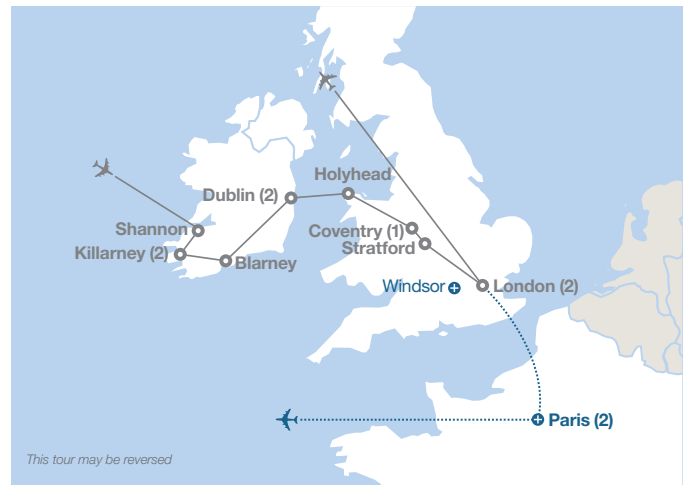 Holyhead
Dublin (2)
Shannon
Coventry (1)
Stratford
Killarney (2)
Blarney
Windsor
London (2)
Paris (2)
This tour may be reversed